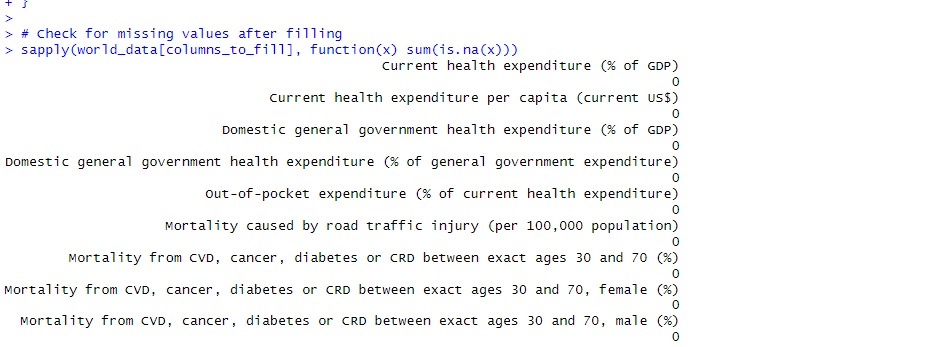 + }
>
> # Check for missing values after filling
> sapply(world_data[columns_to_fill], function(x) sum(is.na(x)))
Current health expenditure (% of GDP)
0
Current health expenditure per capita (current US$)
0
Domestic general government health expenditure (% of GDP)
0
Domestic general government health expenditure (% of general government expenditure)
0
Out-of-pocket expenditure (% of current health expenditure)
0
Mortality caused by road traffic injury (per 100,000 population)
0
Mortality from CVD, cancer, diabetes or CRD between exact ages 30 and 70 (%)
0
Mortality from CVD, cancer, diabetes or CRD between exact ages 30 and 70, female (%)
0
Mortality from CVD, cancer, diabetes or CRD between exact ages 30 and 70, male (%)
0